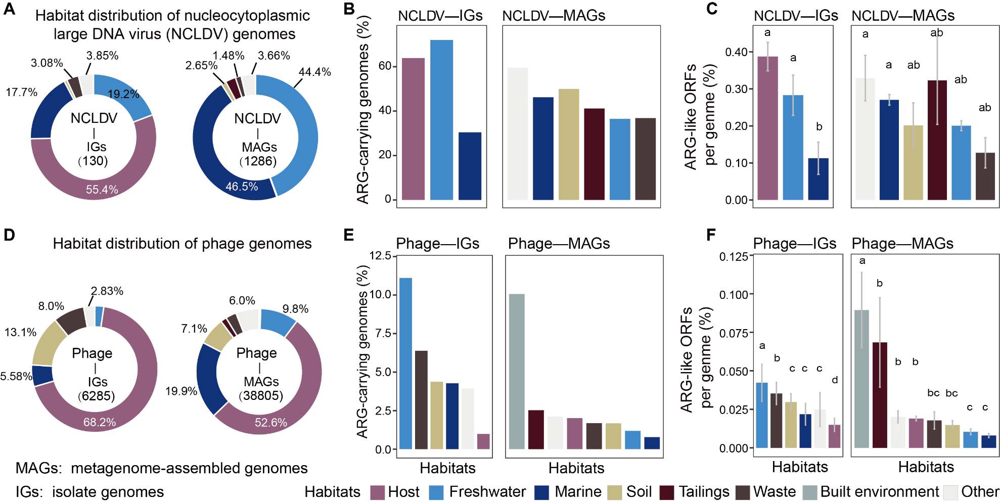 A
Habitat distribution of nucleocytoplasmic
large DNA virus (NCLDV) genomes
3.08%
3.85%
17.7%
19.2%
NCLDV
IGs
(130)
55.4%
2.65%
1.48%
3.66%
44.4%
NCLDV
MAGs
(1286)
46.5%
B
NCLDV—IGs
NCLDV—MAGs
ARG-carrying genomes (%)
60
40
20
0
C
NCLDV—IGs
NCLDV—MAGs
ARG-like ORFs
per genme (%)
0.40
0.30
0.20
0.10
0.00
a
a
b
a
a
ab
ab
ab
ab
D
Habitat distribution of phage genomes
2.83%
8.0%
13.1%
5.58%
Phage
IGs
(6285)
68.2%
6.0%
9.8%
7.1%
19.9%
Phage
MAGs
(38805)
52.6%
E
Phage—IGs
Phage—MAGs
ARG-carrying genomes (%)
12.5
10.0
7.5
5.0
2.5
0.0
Habitats
Habitats
F
Phage—IGs
Phage—MAGs
ARG-like ORFs
per genme (%)
0.125
0.100
0.075
0.050
0.025
0.000
a
b
c
c
c
d
a
b
b
b
bc
bc
c
c
Habitats
Habitats
MAGs: metagenome-assembled genomes
IGs: isolate genomes
Habitats Host Freshwater Marine Soil Tailings Waste Built environment Other